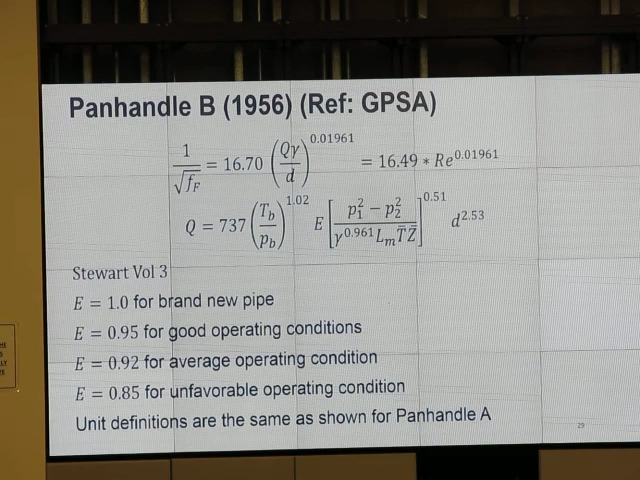 Panhandle B (1956) (Ref: GPSA)
1/√f_F = 16.70 (Qγ/d)^0.01961 = 16.49 * Re^0.01961
Q = 737 (T_b/p_b)^1.02 E [p_1^2 − p_2^2 / γ^0.961 L_m T̄ Z̄]^0.51 d^2.53
Stewart Vol 3
E = 1.0 for brand new pipe
E = 0.95 for good operating conditions
E = 0.92 for average operating condition
E = 0.85 for unfavorable operating condition
Unit definitions are the same as shown for Panhandle A
29